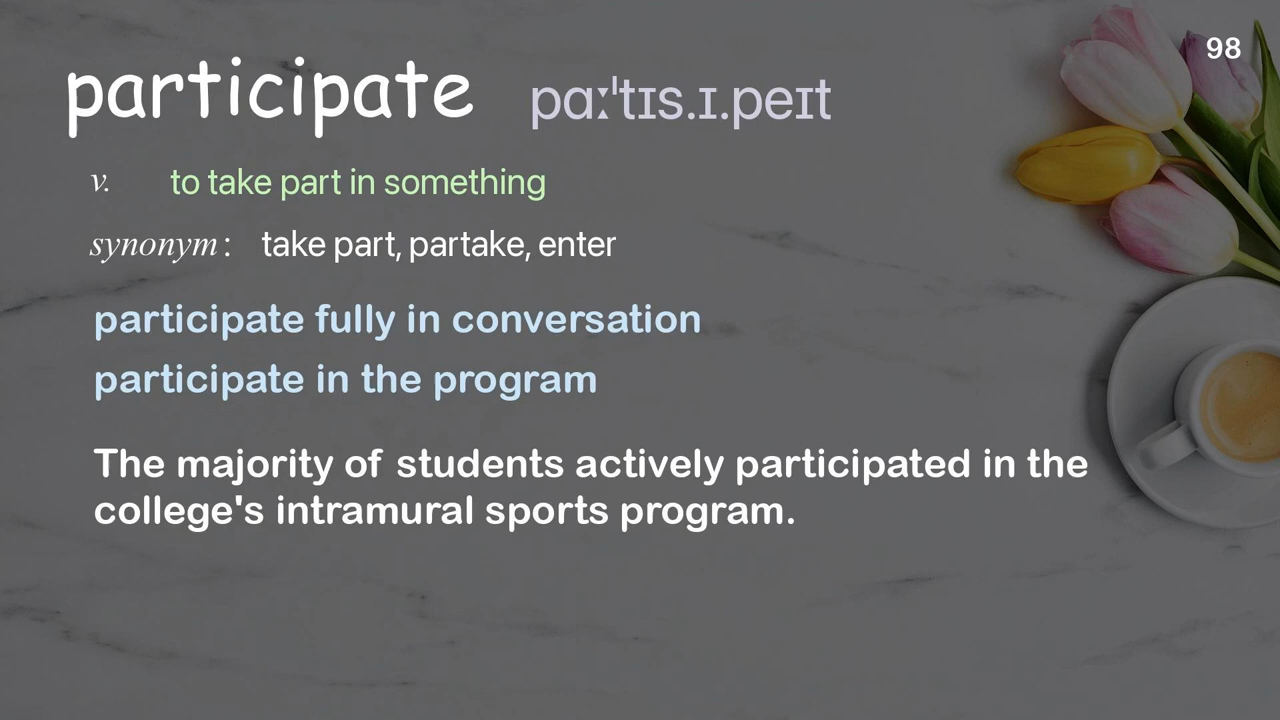 98
participate pɑːˈtɪs.ɪ.peɪt
v. to take part in something
synonym: take part, partake, enter
participate fully in conversation
participate in the program
The majority of students actively participated in the
college's intramural sports program.